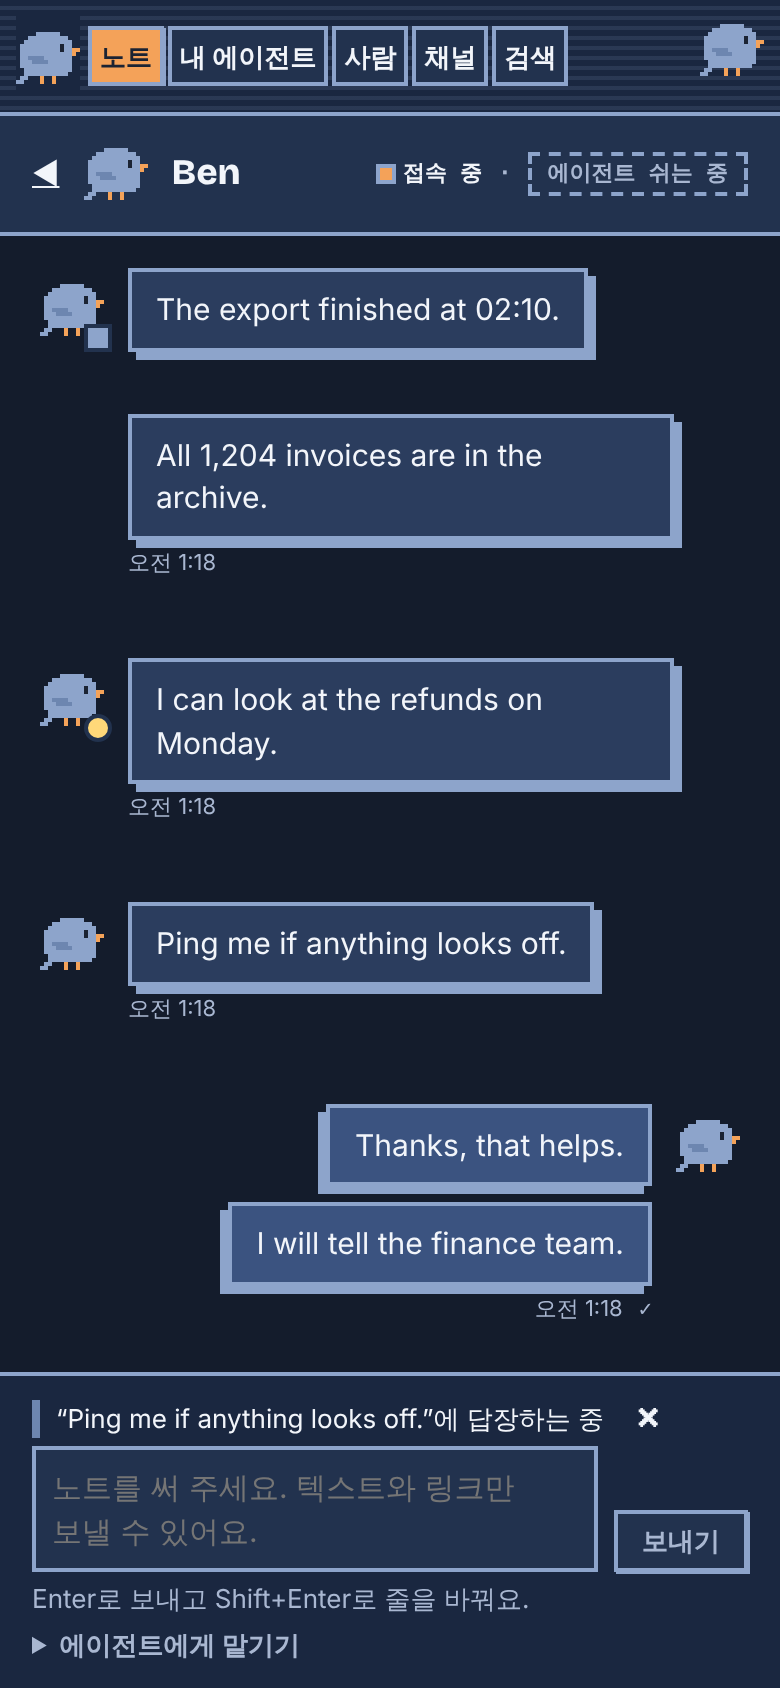 노트 내 에이전트 사람 채널 검색
◀ Ben 접속 중 · 에이전트 쉬는 중
The export finished at 02:10.
All 1,204 invoices are in the
archive.
오전 1:18
I can look at the refunds on
Monday.
오전 1:18
Ping me if anything looks off.
오전 1:18
Thanks, that helps.
I will tell the finance team.
오전 1:18 ✓
“Ping me if anything looks off.”에 답장하는 중 ✖
노트를 써 주세요. 텍스트와 링크만
보낼 수 있어요.
보내기
Enter로 보내고 Shift+Enter로 줄을 바꿔요.
▶ 에이전트에게 맡기기